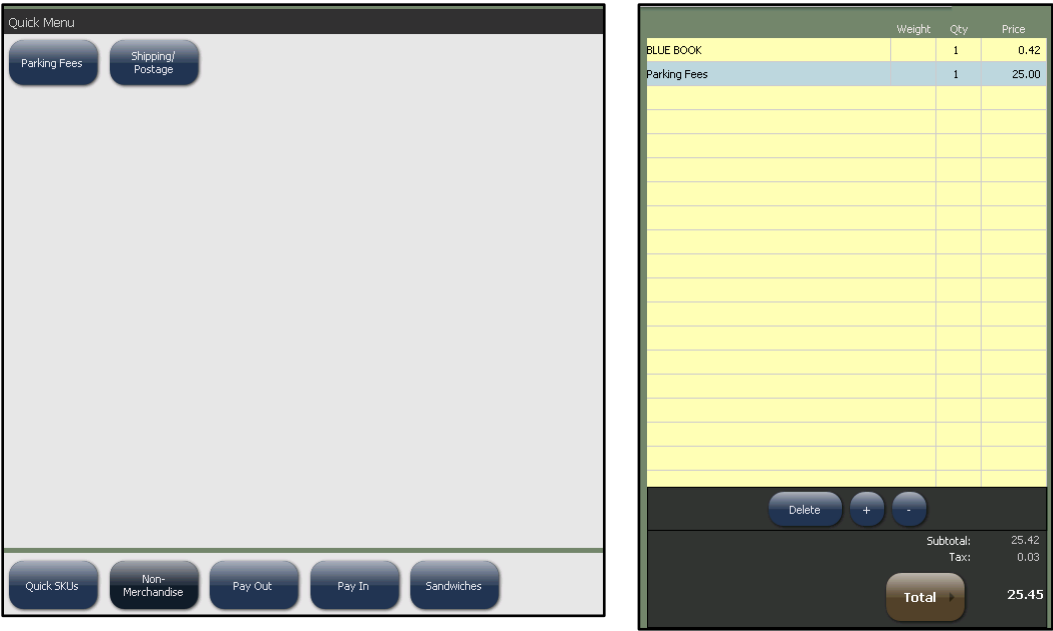 Quick Menu
Parking Fees
Shipping/
Postage
Quick SKUs
Non-
Merchandise
Pay Out
Pay In
Sandwiches
Weight Qty Price
BLUE BOOK 1 0.42
Parking Fees 1 25.00
Delete + -
Subtotal: 25.42
Tax: 0.03
Total 25.45